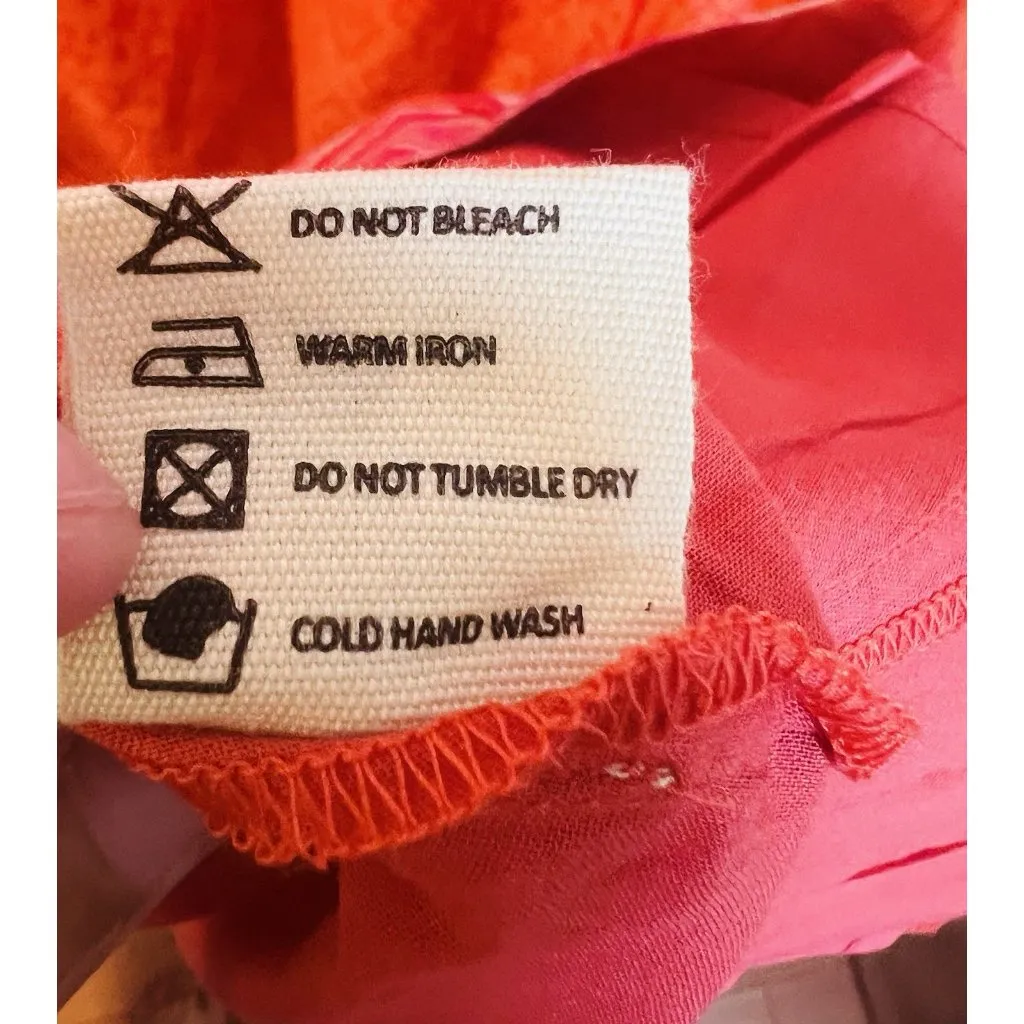 DO NOT BLEACH
WARM IRON
DO NOT TUMBLE DRY
COLD HAND WASH